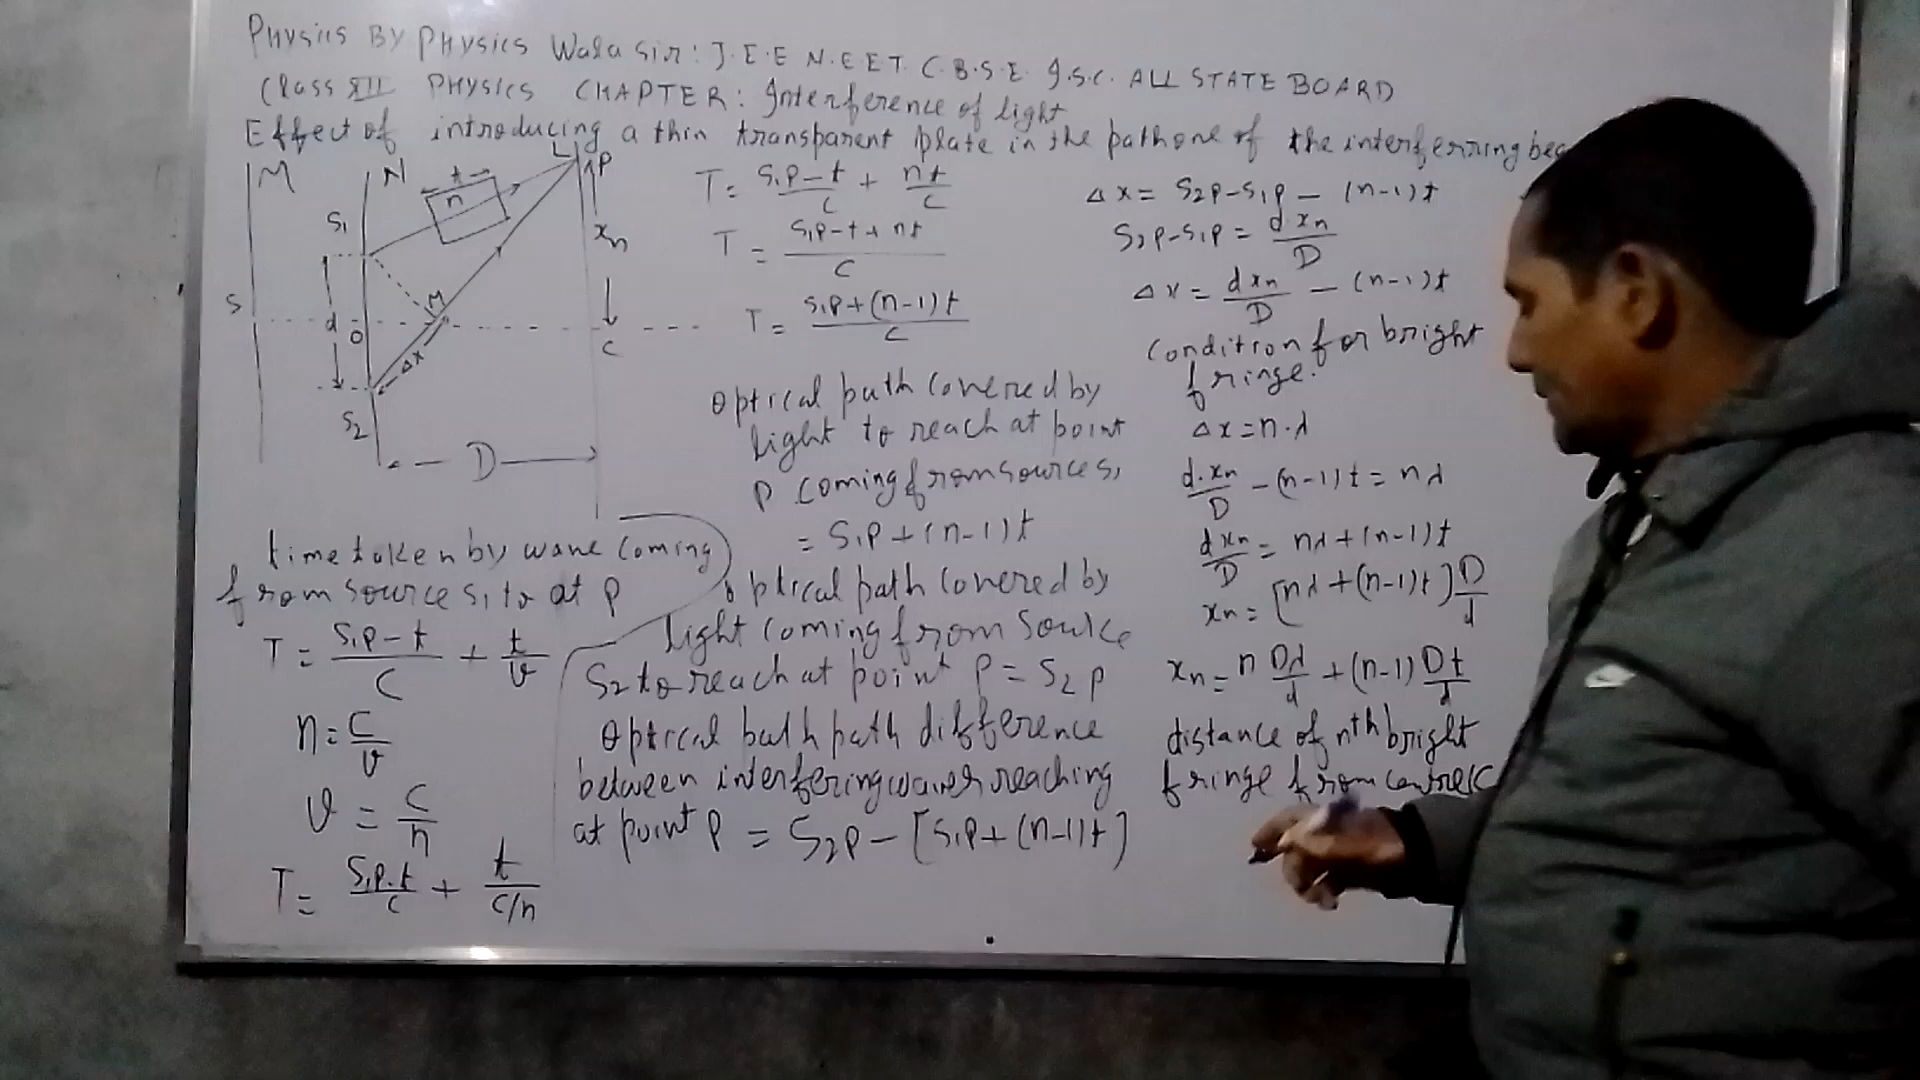 Physics By Physics Wala Sir: J.E.E N.E.E.T. C.B.S.E. I.S.C. ALL STATE BOARD
Class XII PHYSICS CHAPTER: Interference of light
Effect of introducing a thin transparent plate in the path one of the interferring bea
M
N
L
P
t
n
S1
xn
S
d
O
M
C
Δx
S2
D
time taken by wave coming
from source S1 to at P
T = S1P-t/C + t/v
n = C/v
v = C/n
T = S1P-t/C + t/C/n
T = S1P-t/C + nt/C
T = S1P-t+nt/C
T = S1P+(n-1)t/C
Optical path covered by
light to reach at point
P coming from source S1
= S1P+(n-1)t
Optical path covered by
light coming from source
S2 to reach at point P = S2P
Optical path path difference
between interfering waves reaching
at point P = S2P-[S1P+(n-1)t]
Δx = S2P-S1P-(n-1)t
S2P-S1P = d.xn/D
Δx = dxn/D - (n-1)t
Condition for bright
fringe.
Δx = n.λ
d.xn/D - (n-1)t = nλ
dxn/D = nλ+(n-1)t
xn = [nλ+(n-1)t]D/d
xn = n Dλ/d + (n-1) Dt/d
distance of nth bright
fringe from centre C